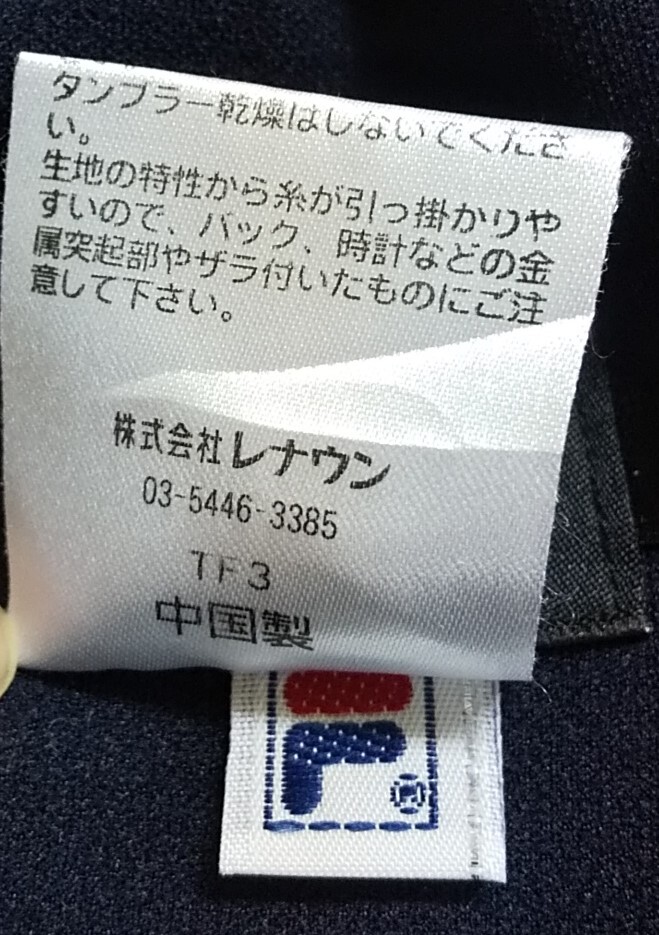 タンブラー乾燥はしないでくださ
い。
生地の特性から糸が引っ掛かりや
すいので、バック、時計などの金
属突起部やザラ付いたものにご注
意して下さい。
株式会社レナウン
03-5446-3385
TF3
中国製
F
®